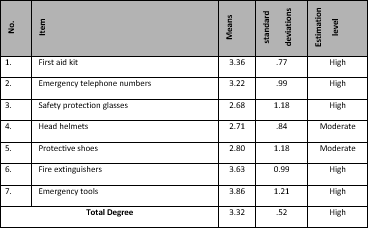 No. Item Means standard deviations Estimation level
1. First aid kit 3.36 .77 High
2. Emergency telephone numbers 3.22 .99 High
3. Safety protection glasses 2.68 1.18 High
4. Head helmets 2.71 .84 Moderate
5. Protective shoes 2.80 1.18 Moderate
6. Fire extinguishers 3.63 0.99 High
7. Emergency tools 3.86 1.21 High
Total Degree 3.32 .52 High